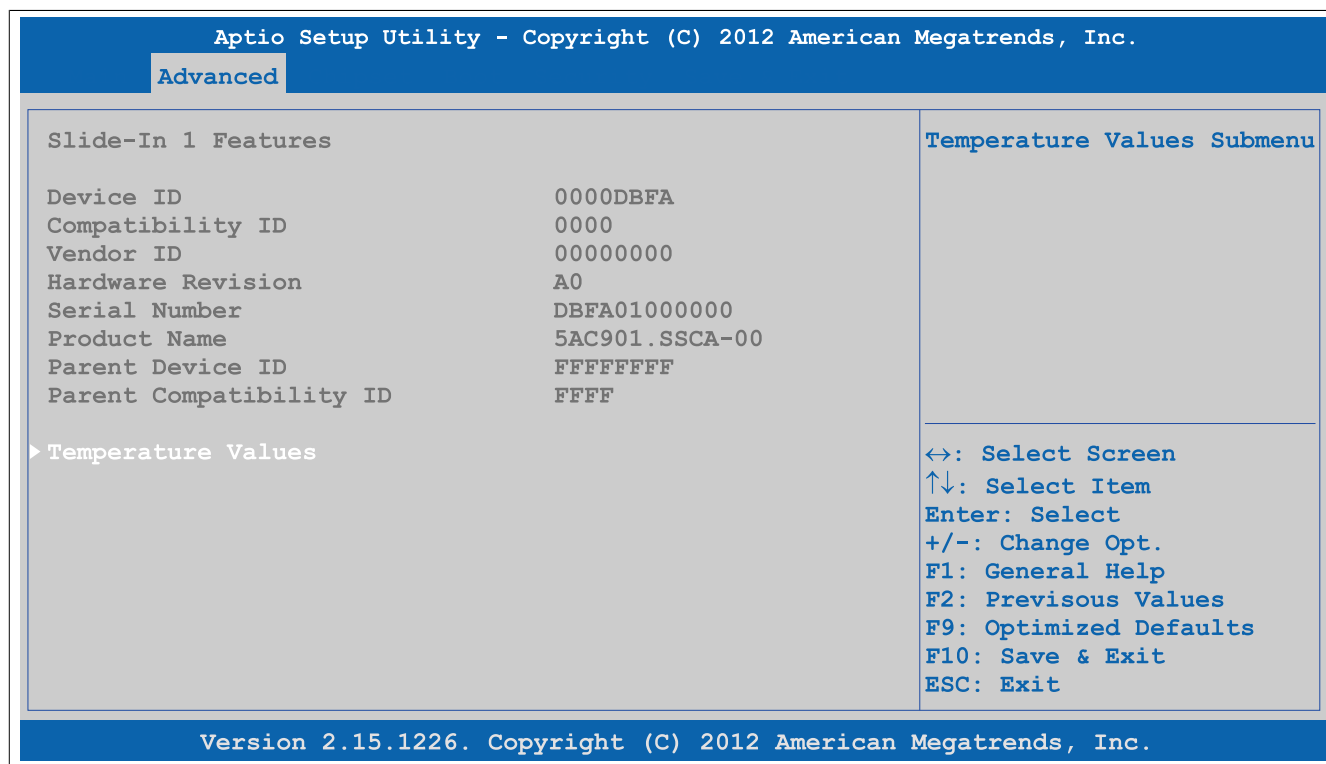 Aptio Setup Utility - Copyright (C) 2012 American Megatrends, Inc.
Advanced
Slide-In 1 Features
Device ID 0000DBFA
Compatibility ID 0000
Vendor ID 00000000
Hardware Revision A0
Serial Number DBFA01000000
Product Name 5AC901.SSCA-00
Parent Device ID FFFFFFFF
Parent Compatibility ID FFFF
Temperature Values
Temperature Values Submenu
↔: Select Screen
↑↓: Select Item
Enter: Select
+/-: Change Opt.
F1: General Help
F2: Previsous Values
F9: Optimized Defaults
F10: Save & Exit
ESC: Exit
Version 2.15.1226. Copyright (C) 2012 American Megatrends, Inc.